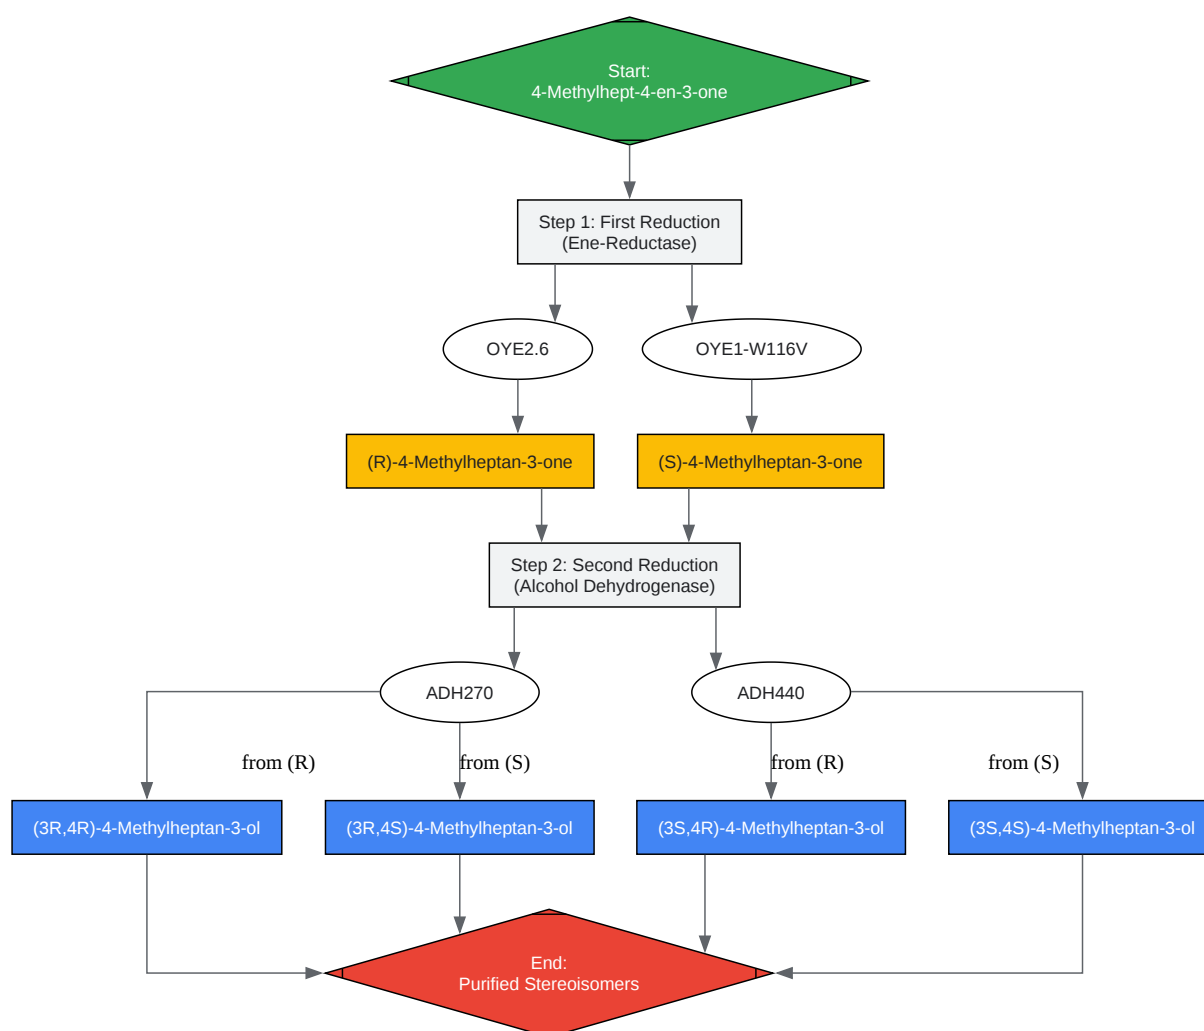 Start:
4-Methylhept-4-en-3-one
Step 1: First Reduction
(Ene-Reductase)
OYE2.6
OYE1-W116V
(R)-4-Methylheptan-3-one
(S)-4-Methylheptan-3-one
Step 2: Second Reduction
(Alcohol Dehydrogenase)
ADH270
ADH440
from (R)
from (S)
from (R)
from (S)
(3R,4R)-4-Methylheptan-3-ol
(3R,4S)-4-Methylheptan-3-ol
(3S,4R)-4-Methylheptan-3-ol
(3S,4S)-4-Methylheptan-3-ol
End:
Purified Stereoisomers